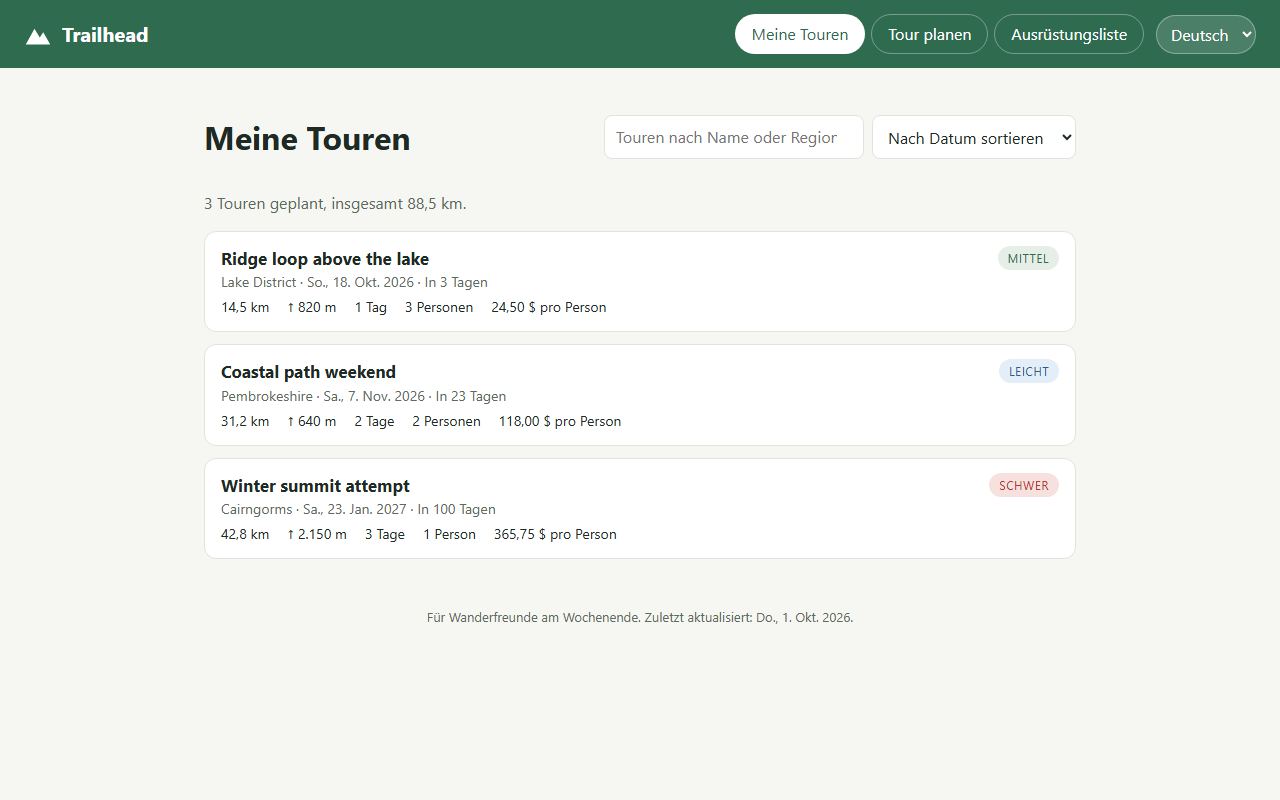 Trailhead
Meine Touren
Tour planen
Ausrüstungsliste
Deutsch
Meine Touren
Touren nach Name oder Region
Nach Datum sortieren
3 Touren geplant, insgesamt 88,5 km.
Ridge loop above the lake
MITTEL
Lake District · So., 18. Okt. 2026 · In 3 Tagen
14,5 km ↑ 820 m 1 Tag 3 Personen 24,50 $ pro Person
Coastal path weekend
LEICHT
Pembrokeshire · Sa., 7. Nov. 2026 · In 23 Tagen
31,2 km ↑ 640 m 2 Tage 2 Personen 118,00 $ pro Person
Winter summit attempt
SCHWER
Cairngorms · Sa., 23. Jan. 2027 · In 100 Tagen
42,8 km ↑ 2.150 m 3 Tage 1 Person 365,75 $ pro Person
Für Wanderfreunde am Wochenende. Zuletzt aktualisiert: Do., 1. Okt. 2026.